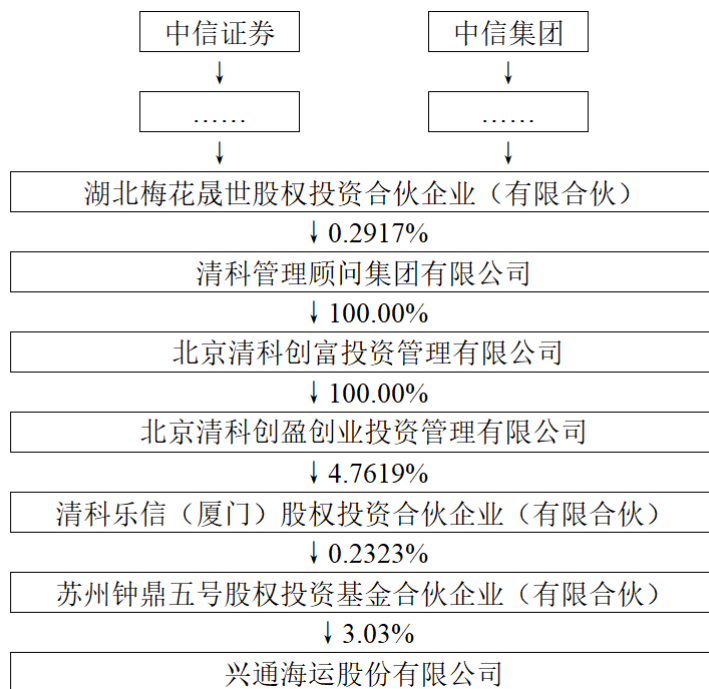 中信证券 中信集团
↓ ↓
…… ……
↓ ↓
湖北梅花晟世股权投资合伙企业（有限合伙）
↓0.2917%
清科管理顾问集团有限公司
↓100.00%
北京清科创富投资管理有限公司
↓100.00%
北京清科创盈创业投资管理有限公司
↓4.7619%
清科乐信（厦门）股权投资合伙企业（有限合伙）
↓0.2323%
苏州钟鼎五号股权投资基金合伙企业（有限合伙）
↓3.03%
兴通海运股份有限公司